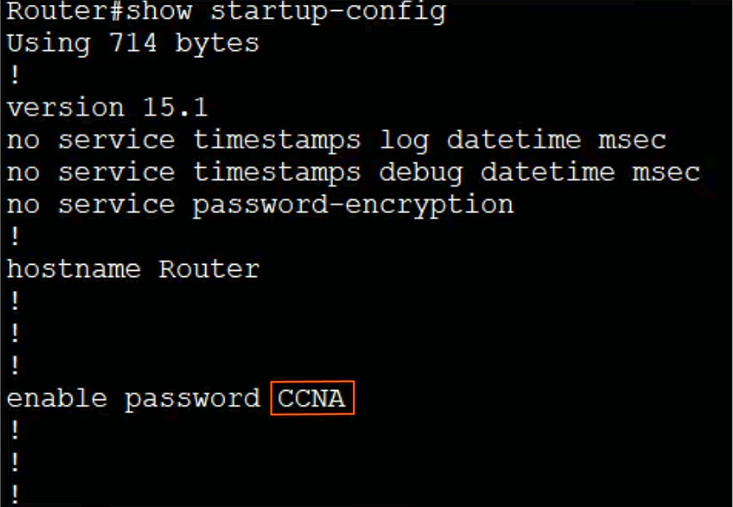 Router#show startup-config
Using 714 bytes
!
version 15.1
no service timestamps log datetime msec
no service timestamps debug datetime msec
no service password-encryption
!
hostname Router
!
!
!
enable password CCNA
!
!
!